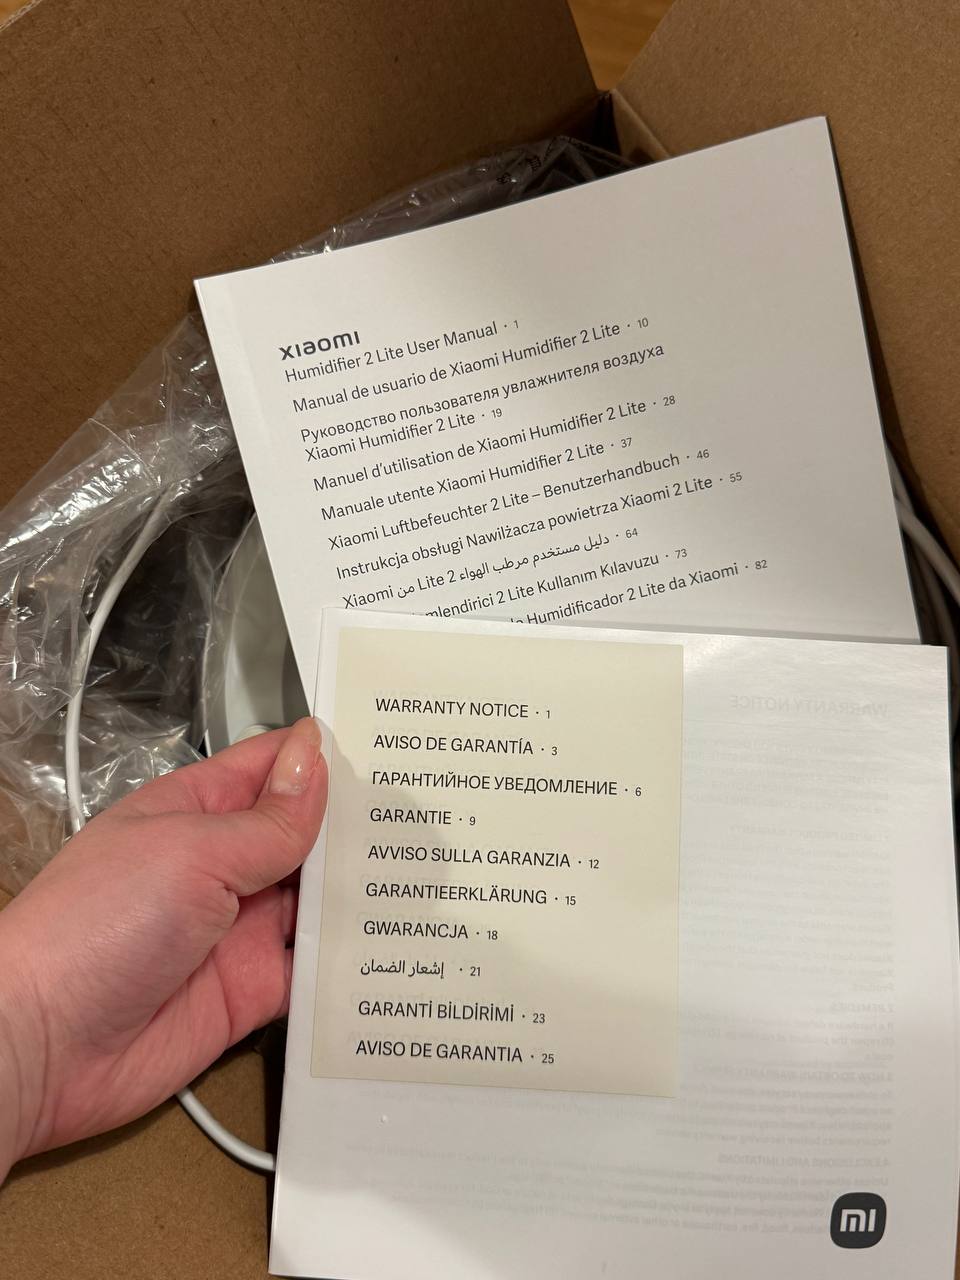 xiaomi
Humidifier 2 Lite User Manual · 1
Manual de usuario de Xiaomi Humidifier 2 Lite · 10
Руководство пользователя увлажнителя воздуха
Xiaomi Humidifier 2 Lite · 19
Manuel d'utilisation de Xiaomi Humidifier 2 Lite · 28
Manuale utente Xiaomi Humidifier 2 Lite · 37
Xiaomi Luftbefeuchter 2 Lite – Benutzerhandbuch · 46
Instrukcja obsługi Nawilżacza powietrza Xiaomi 2 Lite · 55
دليل مستخدم مرطب الهواء Lite 2 من Xiaomi · 64
mlendirici 2 Lite Kullanım Kılavuzu · 73
Humidificador 2 Lite da Xiaomi · 82
WARRANTY NOTICE · 1
AVISO DE GARANTÍA · 3
ГАРАНТИЙНОЕ УВЕДОМЛЕНИЕ · 6
GARANTIE · 9
AVVISO SULLA GARANZIA · 12
GARANTIEERKLÄRUNG · 15
GWARANCJA · 18
إشعار الضمان · 21
GARANTİ BİLDİRİMİ · 23
AVISO DE GARANTIA · 25
WARRANTY NOTICE
mi